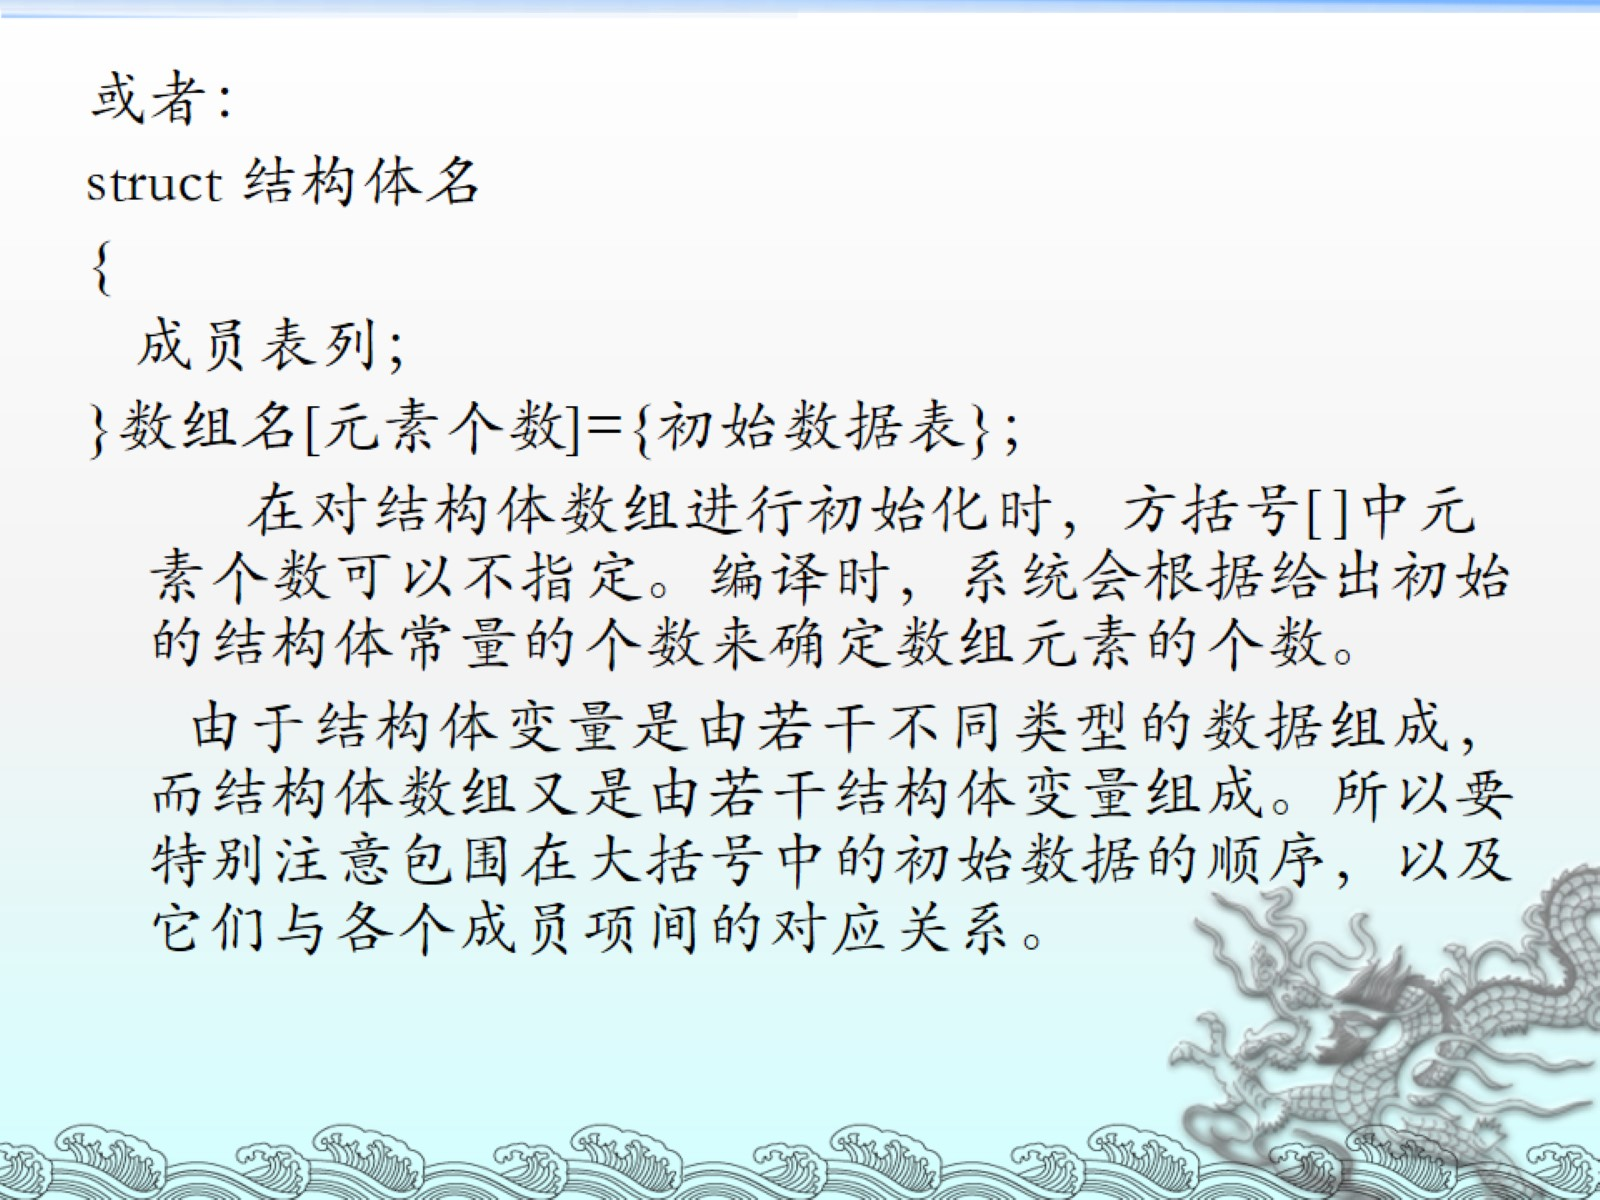 或者：
struct 结构体名
{
成员表列；
}数组名[元素个数]={初始数据表}；
在对结构体数组进行初始化时，方括号[ ]中元
素个数可以不指定。编译时，系统会根据给出初始
的结构体常量的个数来确定数组元素的个数。
由于结构体变量是由若干不同类型的数据组成，
而结构体数组又是由若干结构体变量组成。所以要
特别注意包围在大括号中的初始数据的顺序，以及
它们与各个成员项间的对应关系。